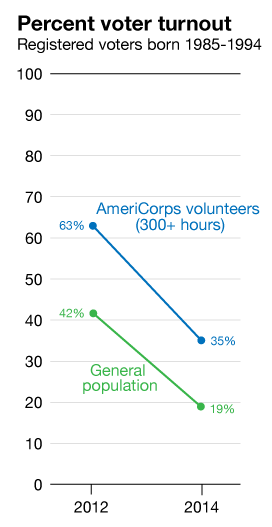 Percent voter turnout
Registered voters born 1985-1994
100
90
80
70
AmeriCorps volunteers
(300+ hours)
63%
60
50
42%
40
35%
30
General
population
20
19%
10
0
2012
2014